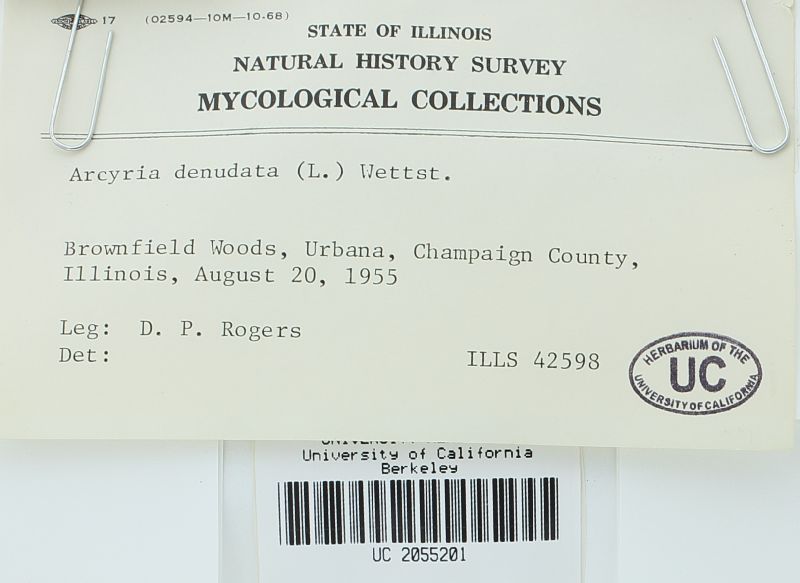 17 (02594—10M—10-68)
STATE OF ILLINOIS
NATURAL HISTORY SURVEY
MYCOLOGICAL COLLECTIONS
Arcyria denudata (L.) Wettst.
Brownfield Woods, Urbana, Champaign County,
Illinois, August 20, 1955
Leg: D. P. Rogers
Det:
ILLS 42598
HERBARIUM OF THE
UC
UNIVERSITY OF CALIFORNIA
University of California
Berkeley
UC 2055201